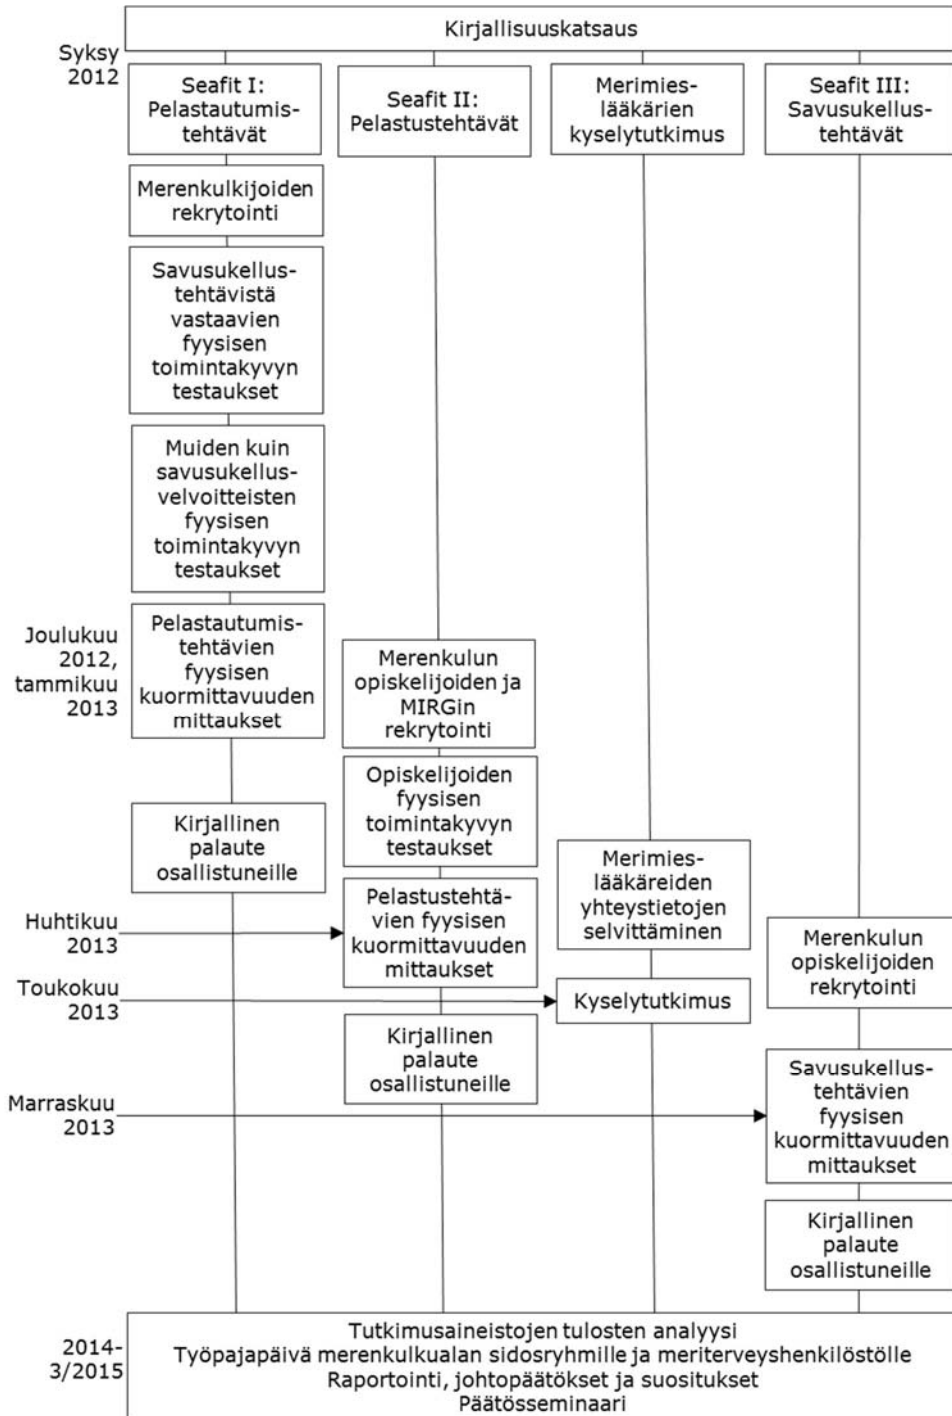 Kirjallisuuskatsaus
Syksy
2012
Seafit I:
Pelastautumis-
tehtävät
Seafit II:
Pelastustehtävät
Merimies-
lääkärien
kyselytutkimus
Seafit III:
Savusukellus-
tehtävät
Merenkulkijoiden
rekrytointi
Savusukellus-
tehtävistä
vastaavien
fyysisen
toimintakyvyn
testaukset
Muiden kuin
savusukellus-
velvoitteisten
fyysisen
toimintakyvyn
testaukset
Joulukuu
2012,
tammikuu
2013
Pelastautumis-
tehtävien
fyysisen
kuormittavuuden
mittaukset
Merenkulun
opiskelijoiden ja
MIRGin
rekrytointi
Opiskelijoiden
fyysisen
toimintakyvyn
testaukset
Kirjallinen
palaute
osallistuneille
Merimies-
lääkäreiden
yhteystietojen
selvittäminen
Huhtikuu
2013
Pelastustehtä-
vien fyysisen
kuormittavuuden
mittaukset
Merenkulun
opiskelijoiden
rekrytointi
Toukokuu
2013
Kyselytutkimus
Kirjallinen
palaute
osallistuneille
Marraskuu
2013
Savusukellus-
tehtävien
fyysisen
kuormittavuuden
mittaukset
Kirjallinen
palaute
osallistuneille
2014-
3/2015
Tutkimusaineistojen tulosten analyysi
Työpajapäivä merenkulkualan sidosryhmille ja meriterveyshenkilöstölle
Raportointi, johtopäätökset ja suositukset
Päätösseminaari